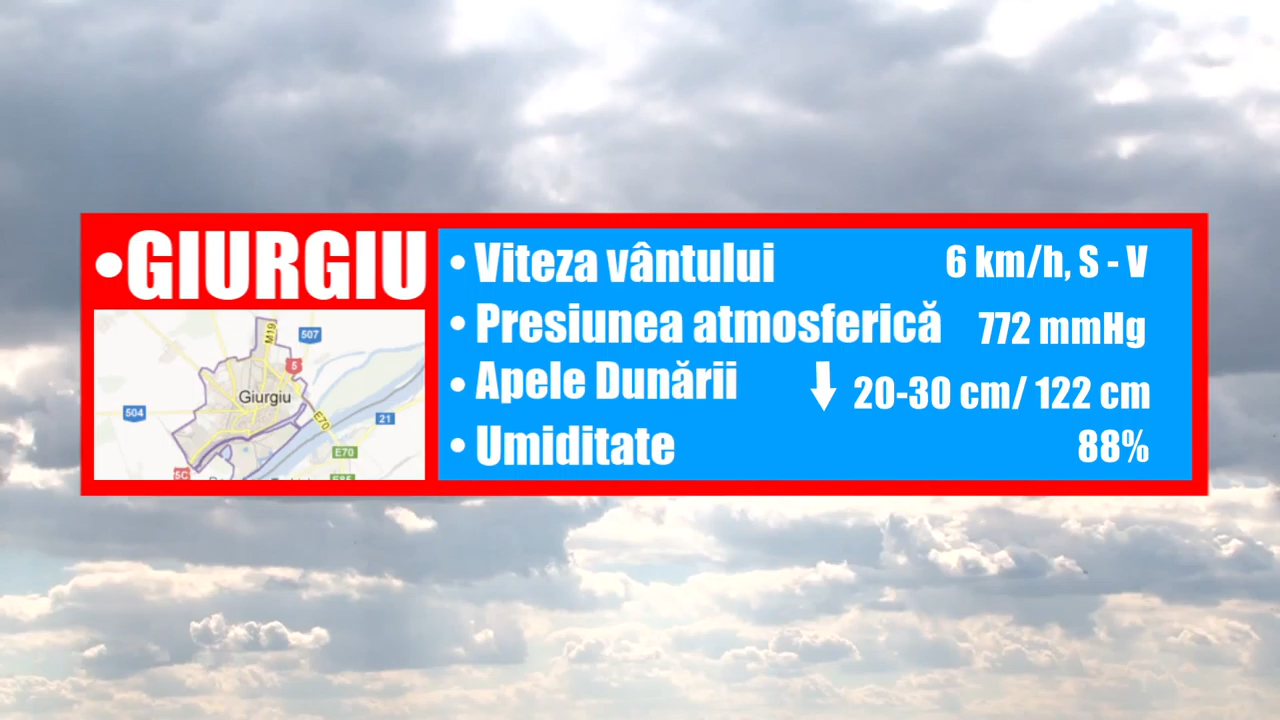 •GIURGIU
• Viteza vântului 6 km/h, S - V
• Presiunea atmosferică 772 mmHg
• Apele Dunării 20-30 cm/ 122 cm
• Umiditate 88%
M19
507
5
Giurgiu
504
E70
21
E70
5C